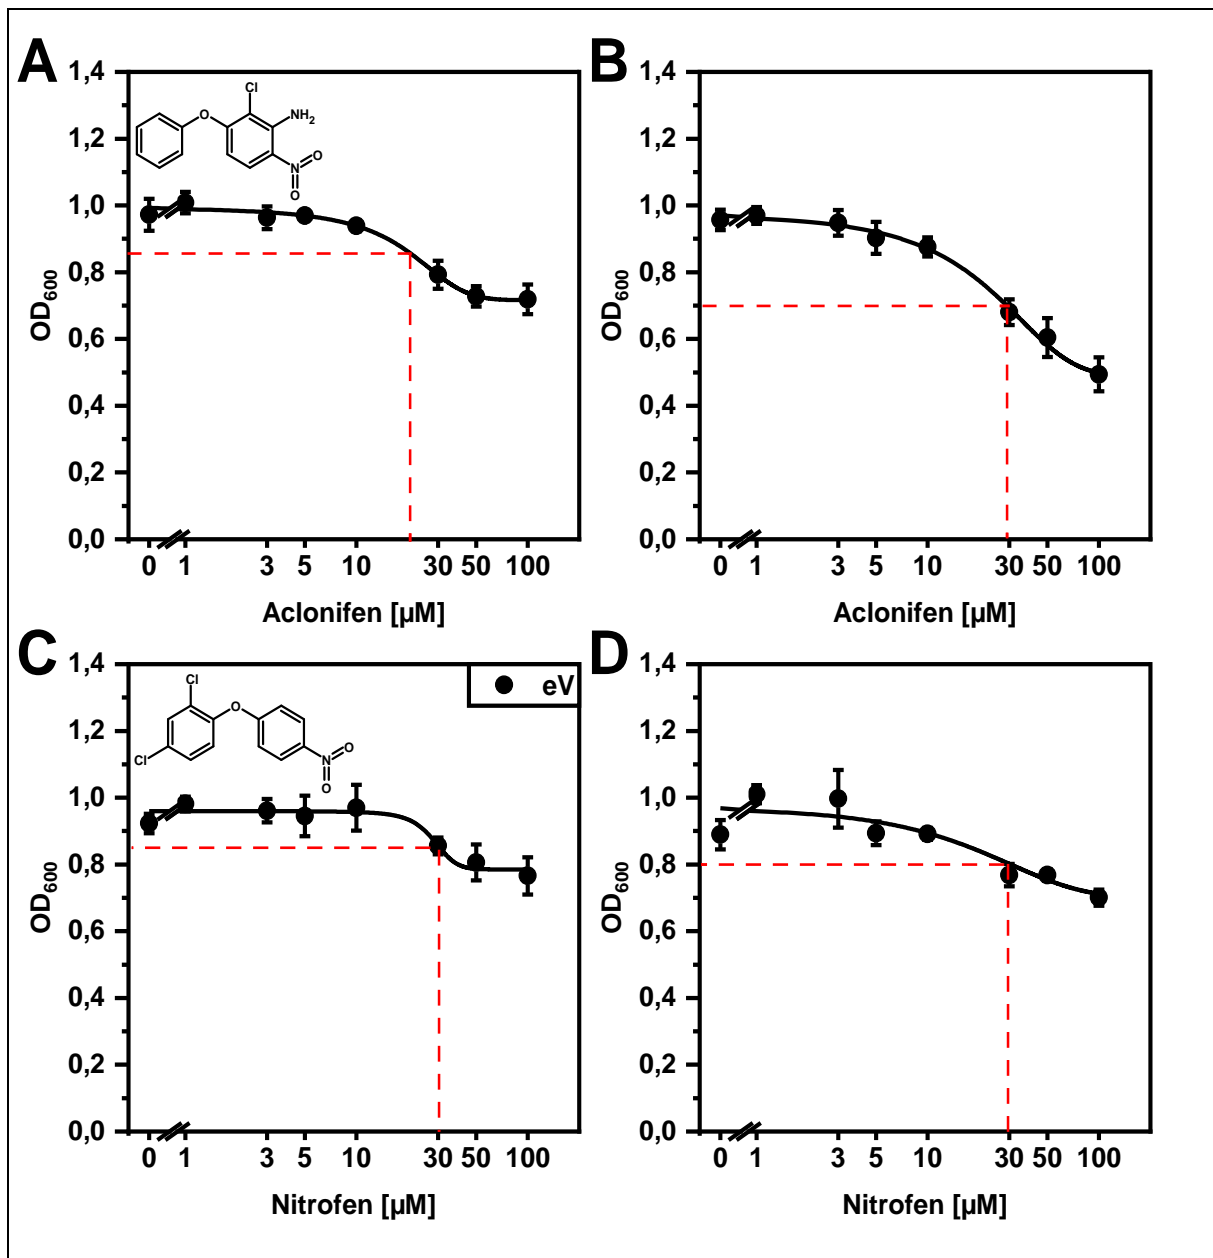 A
1,4
1,2
1,0
0,8
0,6
0,4
0,2
0,0
OD600
Cl
O
NH2
N
O
O
0 1 3 5 10 30 50 100
Aclonifen [µM]
B
1,4
1,2
1,0
0,8
0,6
0,4
0,2
0,0
OD600
0 1 3 5 10 30 50 100
Aclonifen [µM]
C
1,4
1,2
1,0
0,8
0,6
0,4
0,2
0,0
OD600
eV
Cl
O
Cl
N
O
O
0 1 3 5 10 30 50 100
Nitrofen [µM]
D
1,4
1,2
1,0
0,8
0,6
0,4
0,2
0,0
OD600
0 1 3 5 10 30 50 100
Nitrofen [µM]